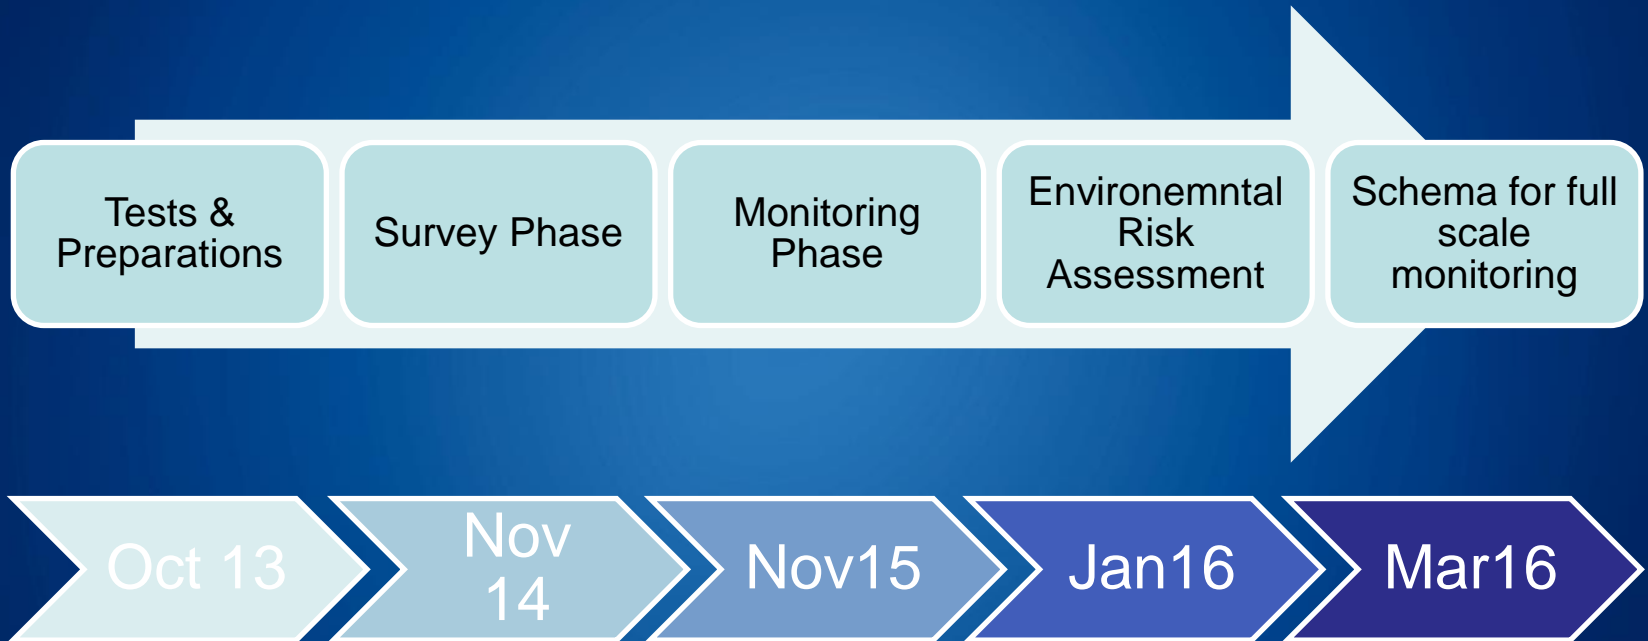 Tests &
Preparations
Survey Phase
Monitoring
Phase
Environemntal
Risk
Assessment
Schema for full
scale
monitoring
Oct 13
Nov
14
Nov15
Jan16
Mar16